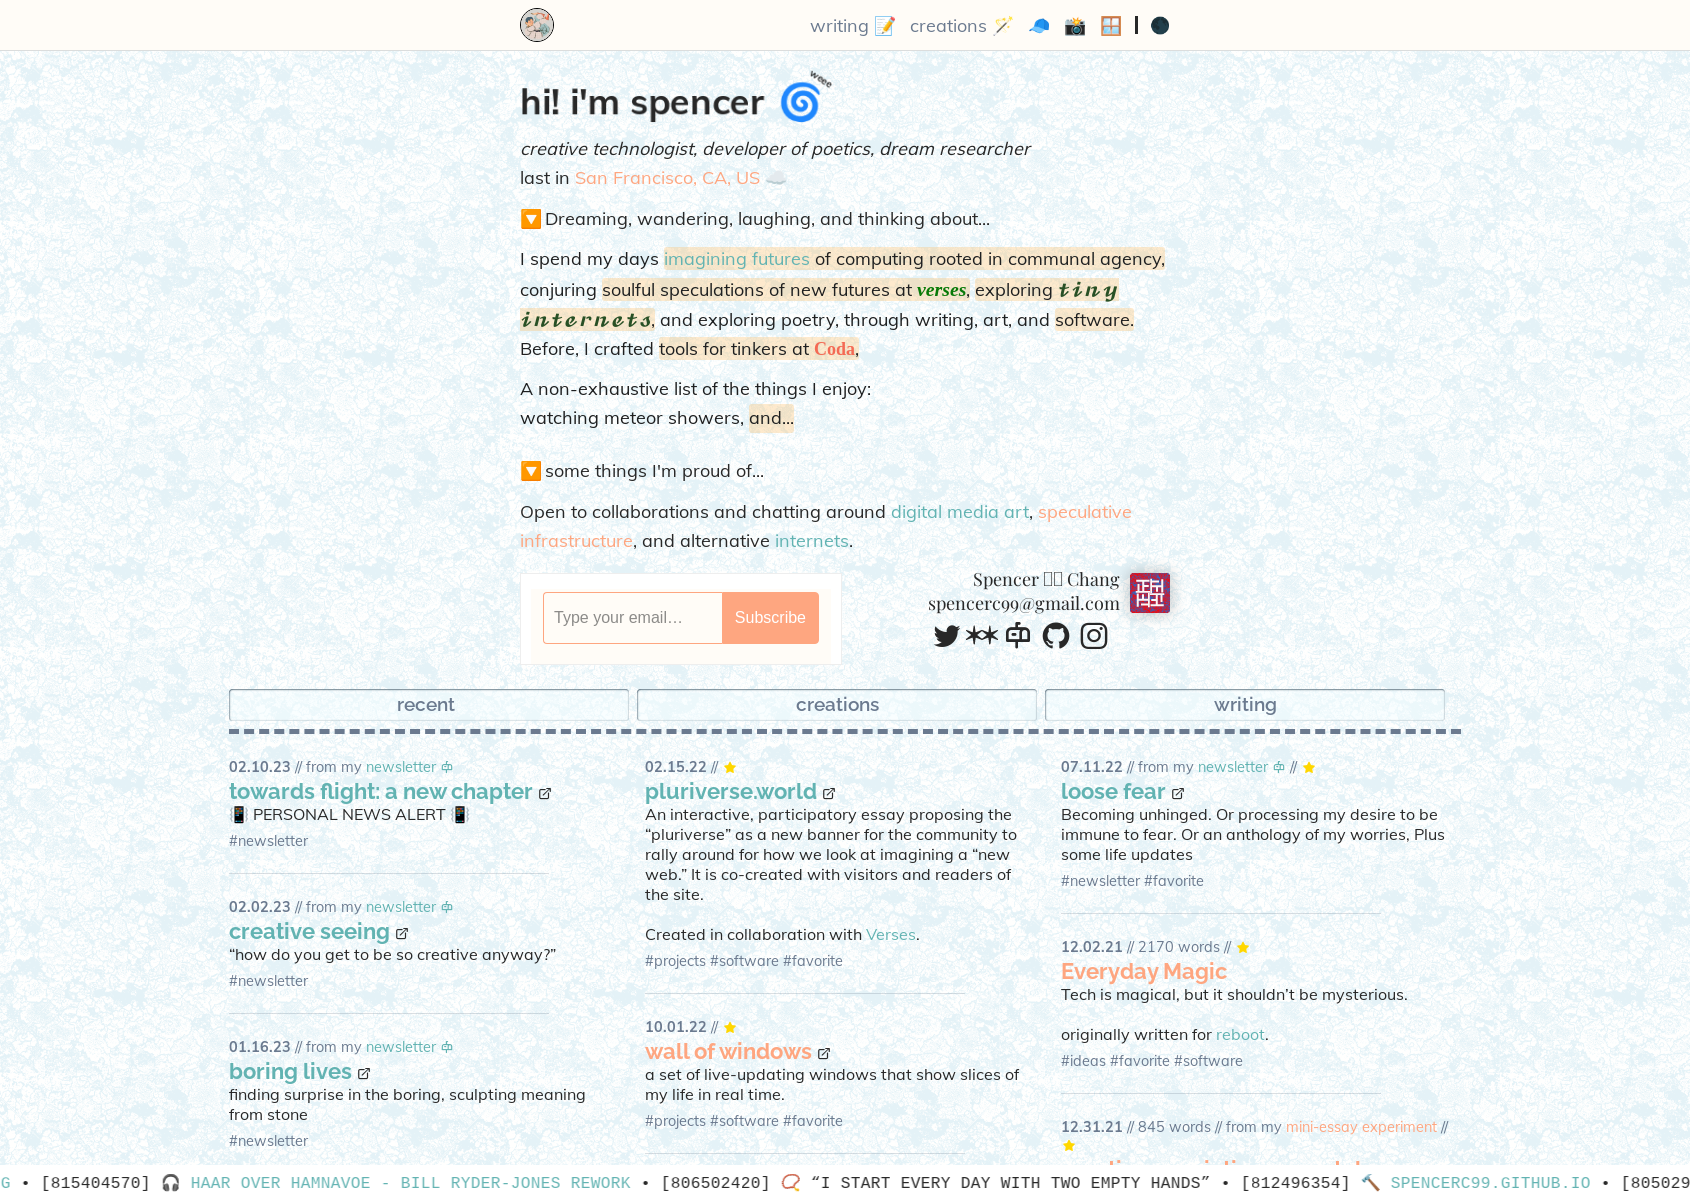 writing 📝 creations 🪄 🧢 📸 🪟 | 🌑
hi! i'm spencer 🌀 weee
creative technologist, developer of poetics, dream researcher
last in San Francisco, CA, US ☁️
🔽 Dreaming, wandering, laughing, and thinking about...
I spend my days imagining futures of computing rooted in communal agency,
conjuring soulful speculations of new futures at verses, exploring tiny
internets, and exploring poetry, through writing, art, and software.
Before, I crafted tools for tinkers at Coda,
A non-exhaustive list of the things I enjoy:
watching meteor showers, and...
🔽 some things I'm proud of...
Open to collaborations and chatting around digital media art, speculative
infrastructure, and alternative internets.
Type your email…
Subscribe
Spencer Chang
spencerc99@gmail.com
recent
creations
writing
02.10.23 // from my newsletter
towards flight: a new chapter
📳 PERSONAL NEWS ALERT 📳
#newsletter
02.02.23 // from my newsletter
creative seeing
“how do you get to be so creative anyway?”
#newsletter
01.16.23 // from my newsletter
boring lives
finding surprise in the boring, sculpting meaning
from stone
#newsletter
02.15.22 // ⭐
pluriverse.world
An interactive, participatory essay proposing the
“pluriverse” as a new banner for the community to
rally around for how we look at imagining a “new
web.” It is co-created with visitors and readers of
the site.
Created in collaboration with Verses.
#projects #software #favorite
10.01.22 // ⭐
wall of windows
a set of live-updating windows that show slices of
my life in real time.
#projects #software #favorite
07.11.22 // from my newsletter // ⭐
loose fear
Becoming unhinged. Or processing my desire to be
immune to fear. Or an anthology of my worries, Plus
some life updates
#newsletter #favorite
12.02.21 // 2170 words // ⭐
Everyday Magic
Tech is magical, but it shouldn’t be mysterious.
originally written for reboot.
#ideas #favorite #software
12.31.21 // 845 words // from my mini-essay experiment //
⭐
G • [815404570] 🎧 HAAR OVER HAMNAVOE - BILL RYDER-JONES REWORK • [806502420] 📿 “I START EVERY DAY WITH TWO EMPTY HANDS” • [812496354] 🔨 SPENCERC99.GITHUB.IO • [805029